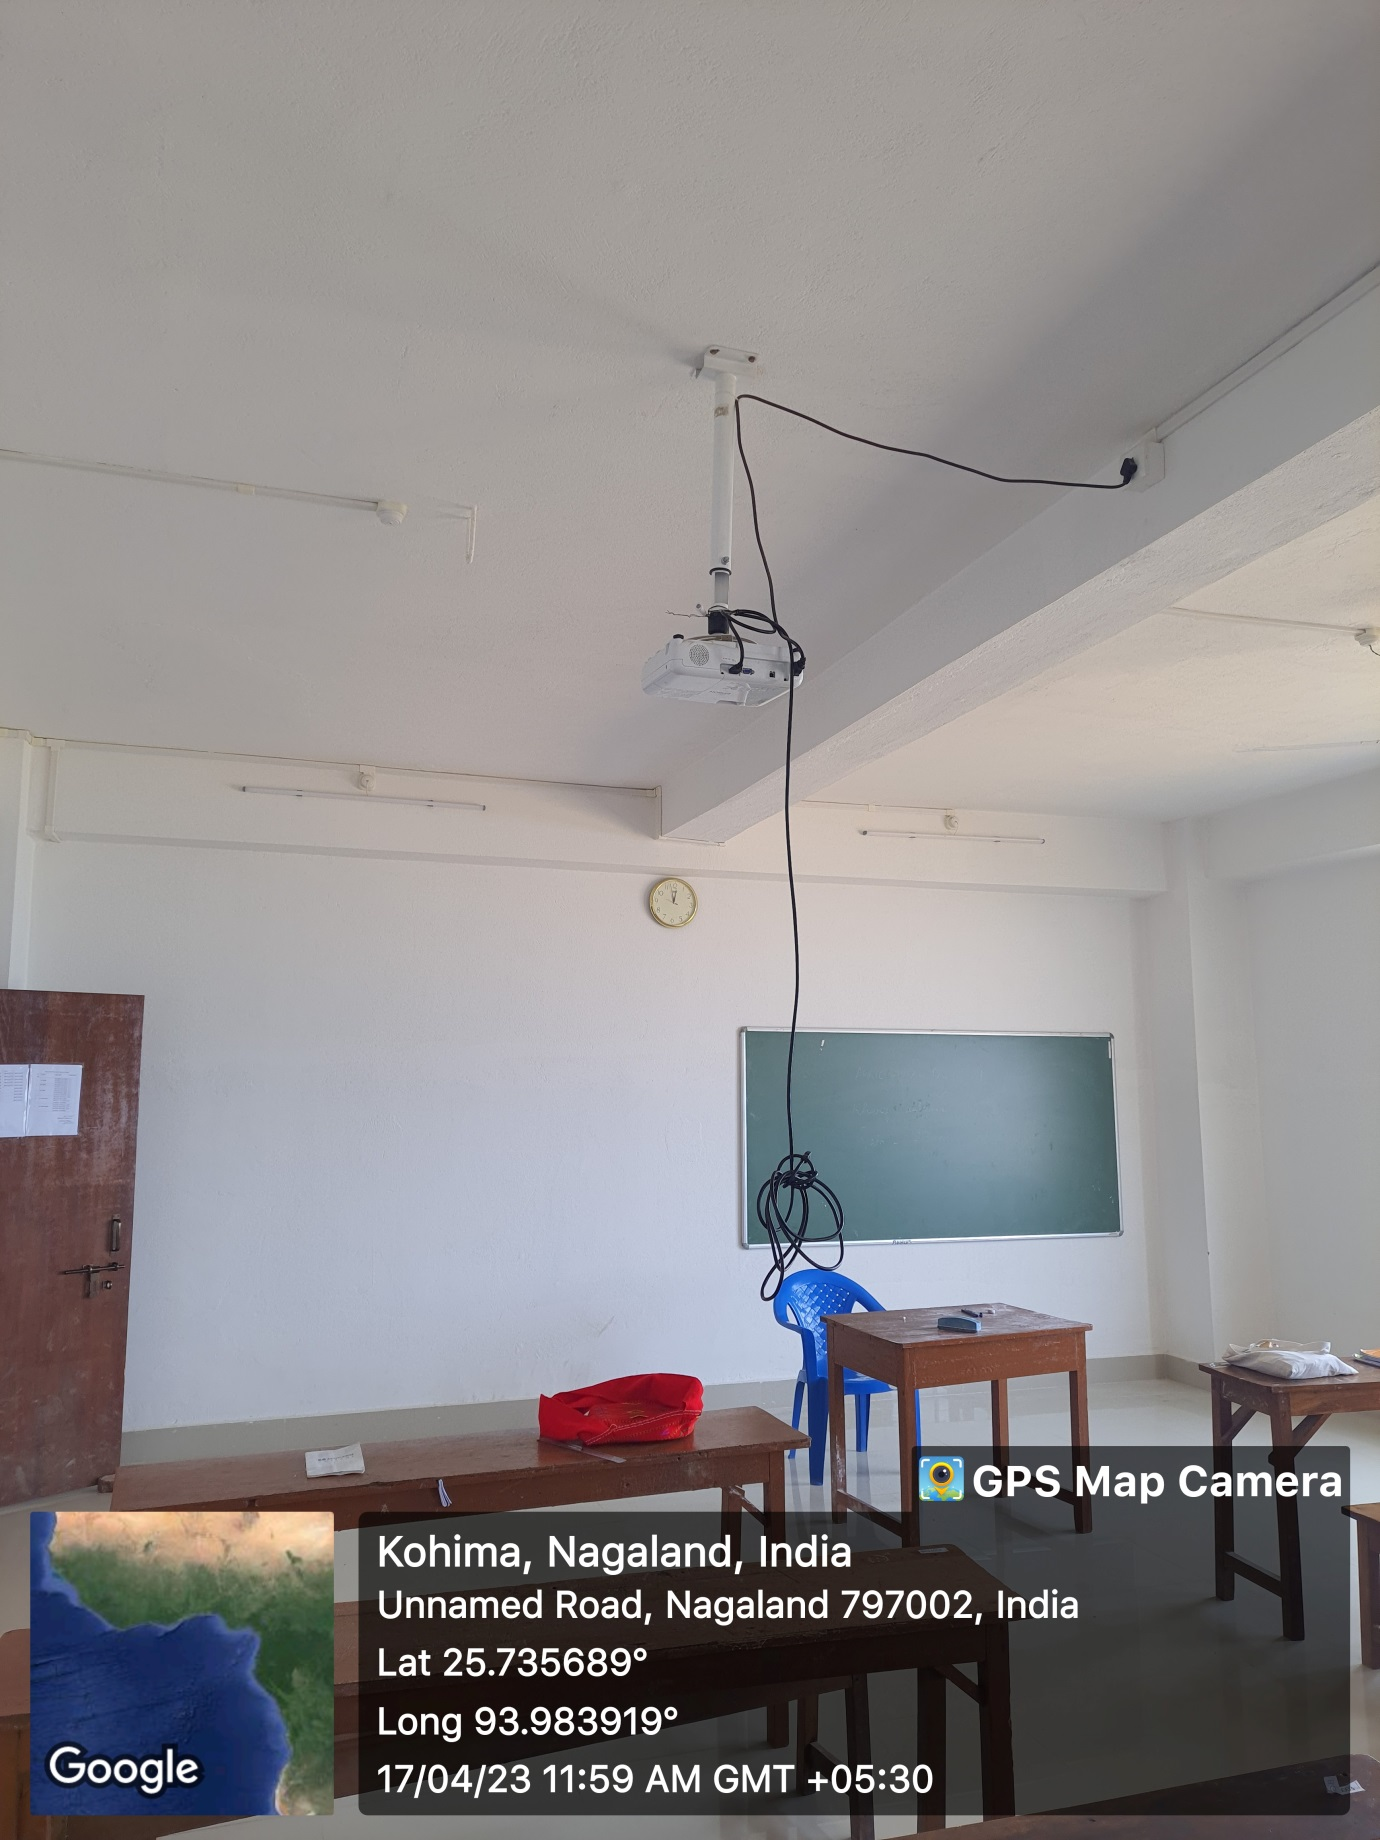 GPS Map Camera
Kohima, Nagaland, India
Unnamed Road, Nagaland 797002, India
Lat 25.735689°
Long 93.983919°
17/04/23 11:59 AM GMT +05:30
Google